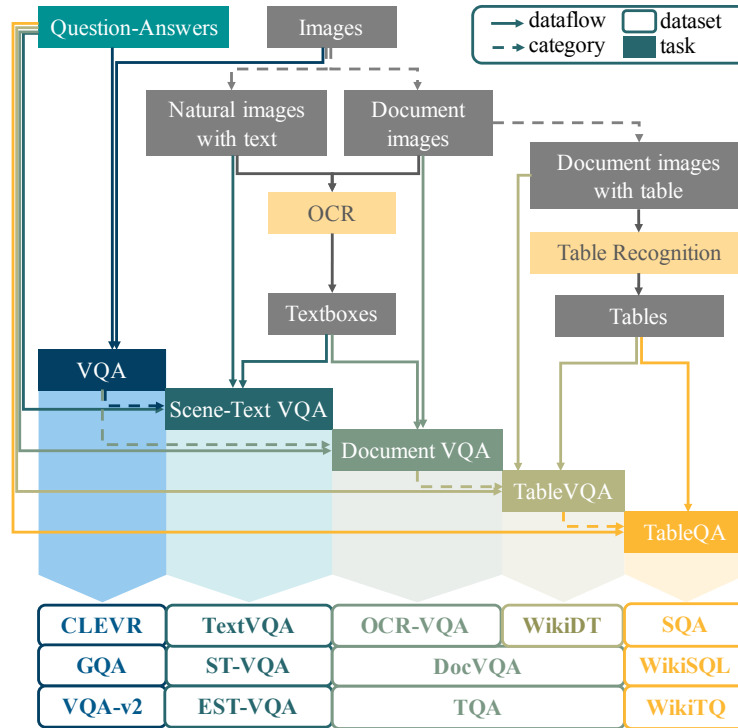 Question-Answers
Images
dataflow
dataset
category
task
Natural images
with text
Document
images
Document images
with table
OCR
Table Recognition
Textboxes
Tables
VQA
Scene-Text VQA
Document VQA
TableVQA
TableQA
CLEVR
TextVQA
OCR-VQA
WikiDT
SQA
GQA
ST-VQA
DocVQA
WikiSQL
VQA-v2
EST-VQA
TQA
WikiTQ